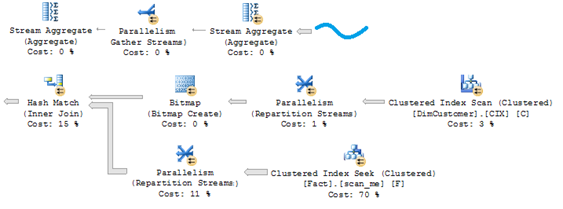 Stream Aggregate
(Aggregate)
Cost: 0 %
Parallelism
(Gather Streams)
Cost: 0 %
Stream Aggregate
(Aggregate)
Cost: 0 %
Hash Match
(Inner Join)
Cost: 15 %
Bitmap
(Bitmap Create)
Cost: 0 %
Parallelism
(Repartition Streams)
Cost: 1 %
Clustered Index Scan (Clustered)
[DimCustomer].[CIX] [C]
Cost: 3 %
Parallelism
(Repartition Streams)
Cost: 11 %
Clustered Index Seek (Clustered)
[Fact].[scan_me] [F]
Cost: 70 %